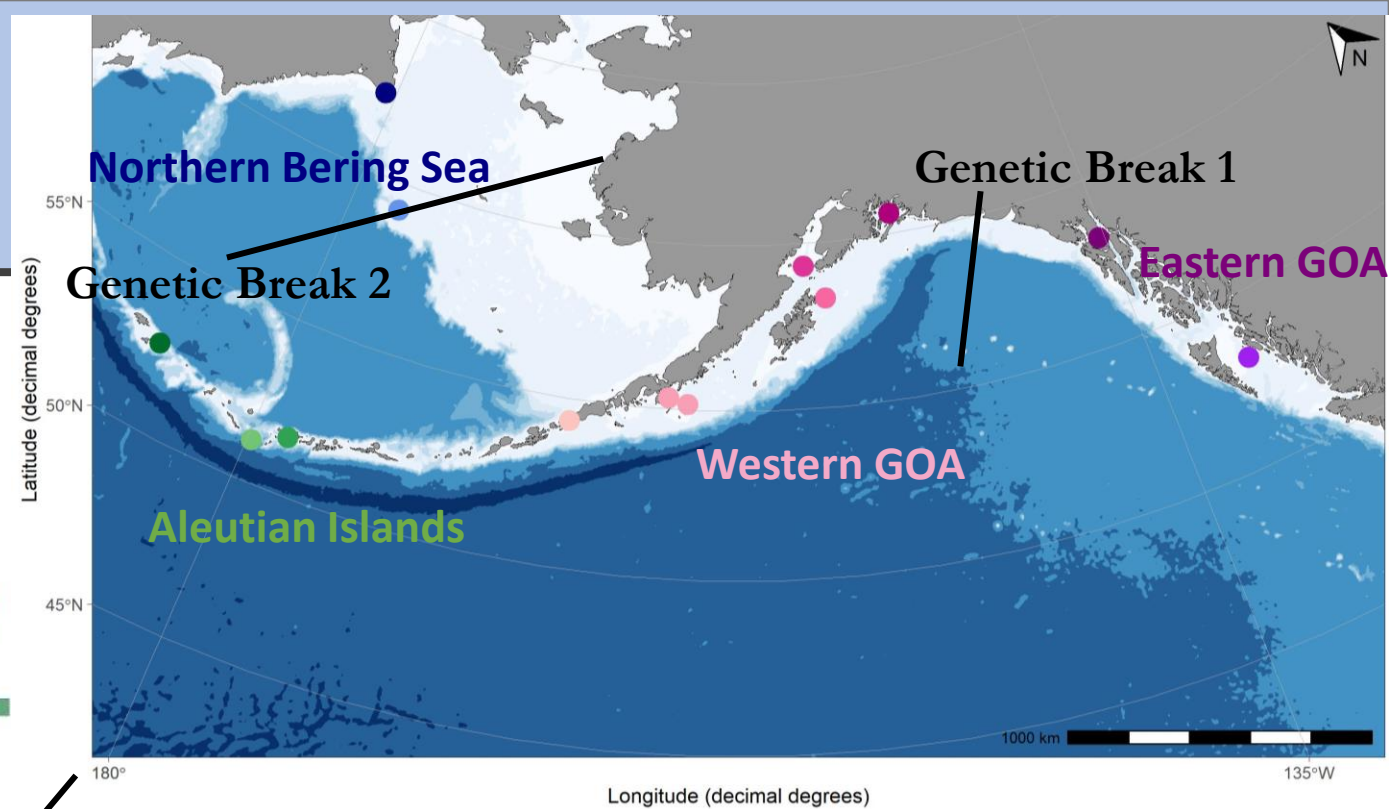 N
Northern Bering Sea
Genetic Break 1
55°N
Eastern GOA
Genetic Break 2
50°N
Latitude (decimal degrees)
Western GOA
Aleutian Islands
45°N
1000 km
180°
135°W
Longitude (decimal degrees)